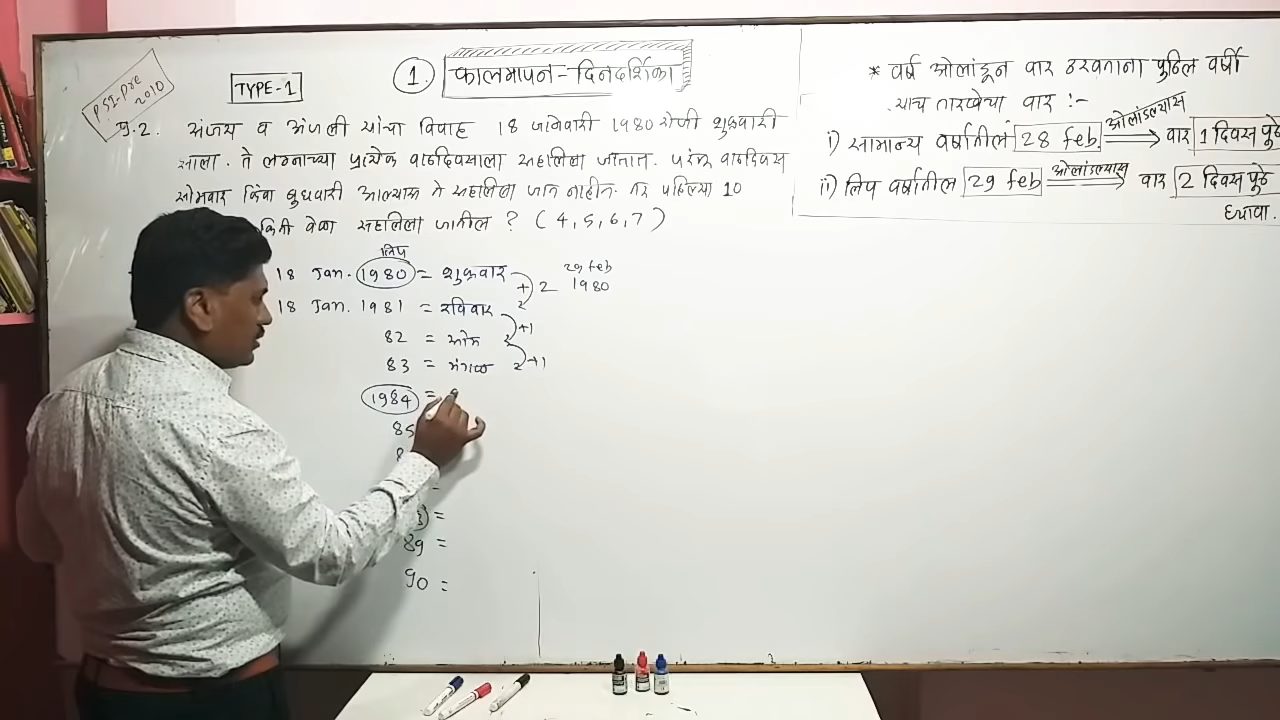 PSI-Pre
2010
TYPE-1
1. कालमापन - दिनदर्शिका
प्र.2. संजय व अंजली यांचा विवाह 18 जानेवारी 1980 रोजी शुक्रवारी
झाला. ते लग्नाच्या प्रत्येक वाढदिवसाला सहलीला जातात. परंतु वाढदिवस
सोमवार किंवा बुधवारी आल्यास ते सहलीला जात नाहीत. तर पहिल्या 10
किती वेळा सहलीला जातील ? (4, 5, 6, 7)
लिप
18 Jan. 1980 = शुक्रवार
+2
29 feb
1980
18 Jan. 1981 = रविवार
+1
82 = सोम
+1
83 = मंगळ
1984 =
85
89 =
90 =
* वर्ष ओलांडून वार ठरवताना पुढिल वर्षी
त्याच तारखेचा वार :-
i) सामान्य वर्षातील 28 feb ओलांडल्यास वार 1 दिवस पुढे
ii) लिप वर्षातील 29 feb ओलांडल्यास वार 2 दिवस पुढे
घ्यावा.